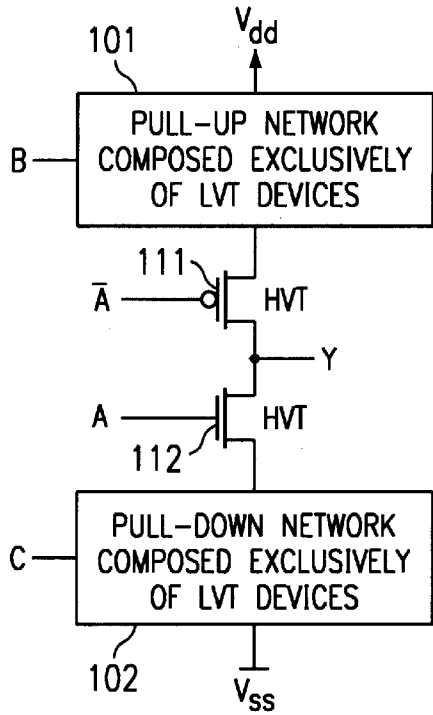 Vdd
101
PULL-UP NETWORK
COMPOSED EXCLUSIVELY
OF LVT DEVICES
B
111
A̅
HVT
Y
A
HVT
112
PULL-DOWN NETWORK
COMPOSED EXCLUSIVELY
OF LVT DEVICES
C
102
VSS